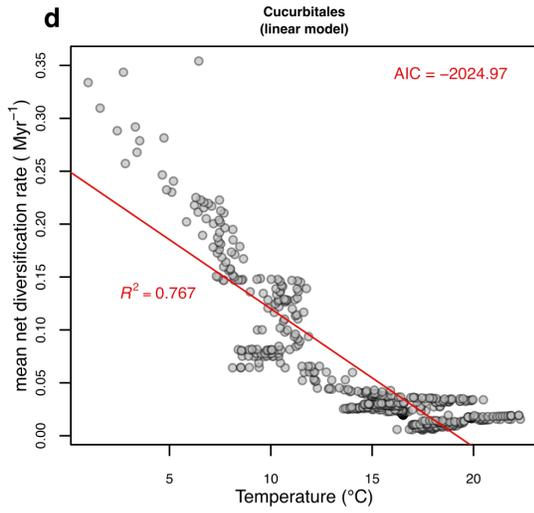 d
Cucurbitales
(linear model)
AIC = −2024.97
R² = 0.767
mean net diversification rate ( Myr⁻¹)
0.35
0.30
0.25
0.20
0.15
0.10
0.05
0.00
5 10 15 20
Temperature (°C)